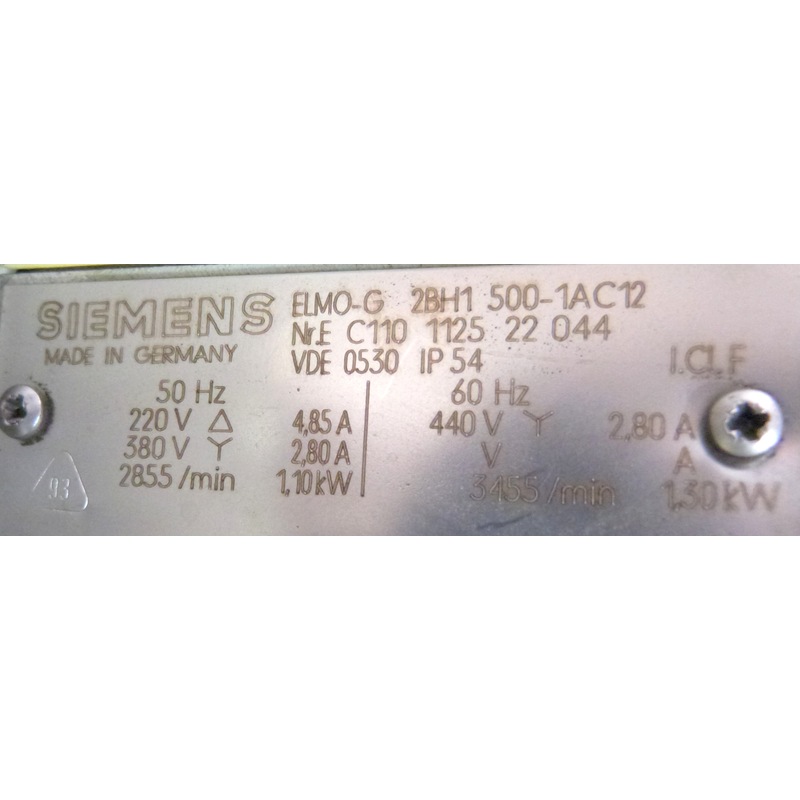 SIEMENS ELMO-G 2BH1 500-1AC12
Nr.E C110 1125 22 044
MADE IN GERMANY VDE 0530 IP 54 I.Cl.F
50 Hz 60 Hz
220 V Δ 4,85 A 440 V Y 2,80 A
380 V Y 2,80 A V A
2855/min 1,10 kW 3455/min 1,30 kW
93